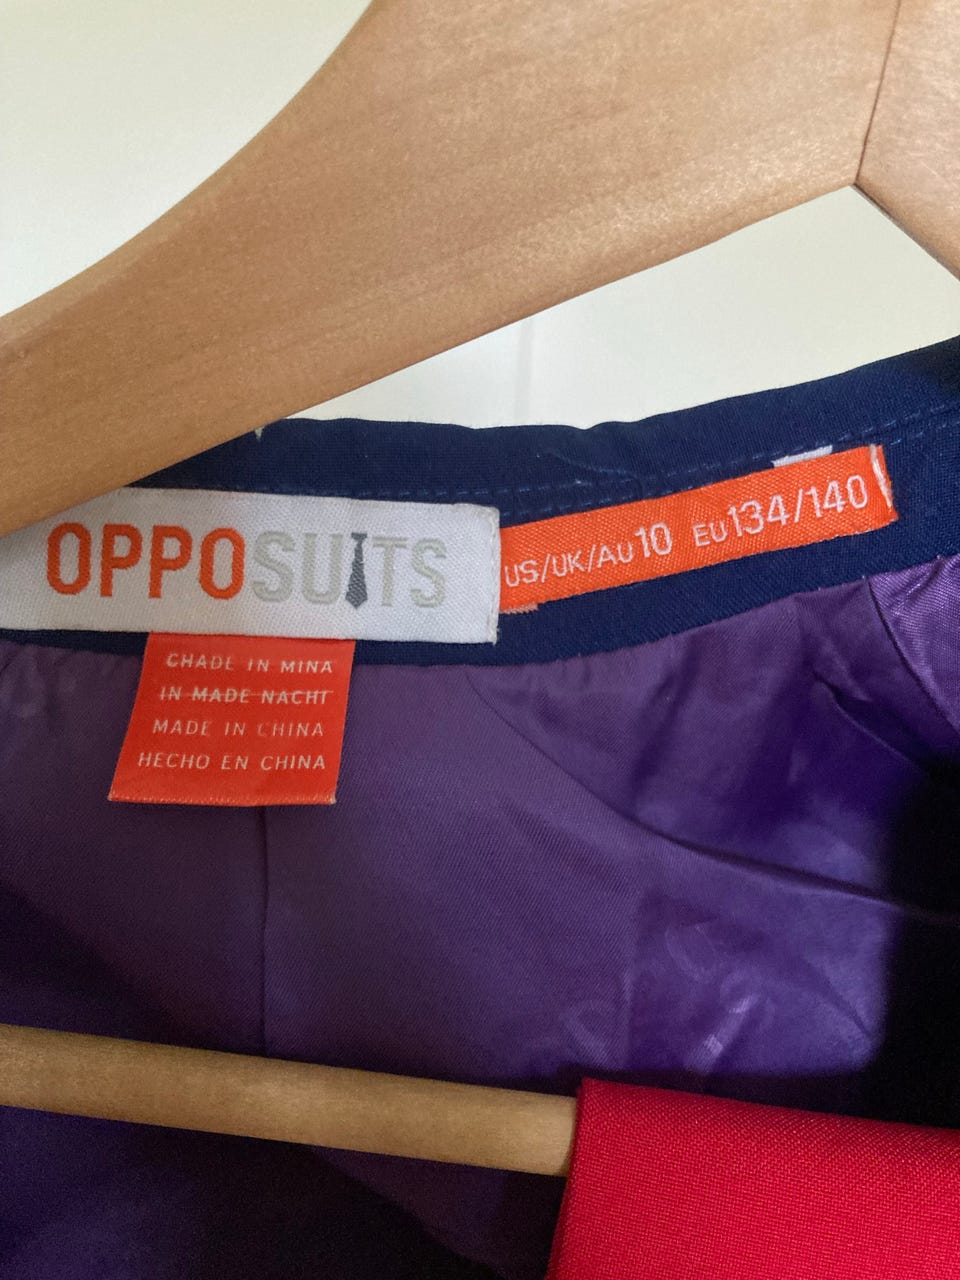 OPPOSUITS
US/UK/AU 10 EU 134/140
CHADE IN MINA
IN MADE NACHI
MADE IN CHINA
HECHO EN CHINA